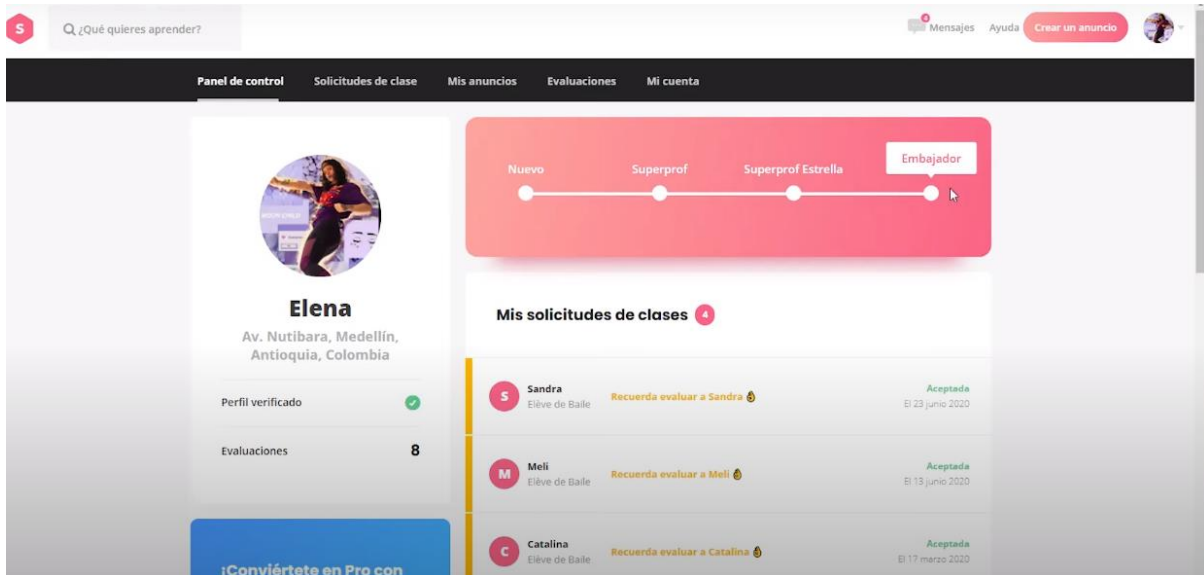 S
¿Qué quieres aprender?
4
Mensajes
Ayuda
Crear un anuncio
Panel de control
Solicitudes de clase
Mis anuncios
Evaluaciones
Mi cuenta
Nuevo
Superprof
Superprof Estrella
Embajador
Elena
Av. Nutibara, Medellín,
Antioquia, Colombia
Perfil verificado
Evaluaciones 8
¡Conviértete en Pro con
Mis solicitudes de clases 4
S
Sandra
Elève de Baile
Recuerda evaluar a Sandra 👌
Aceptada
El 23 junio 2020
M
Meli
Elève de Baile
Recuerda evaluar a Meli 👌
Aceptada
El 13 junio 2020
C
Catalina
Elève de Baile
Recuerda evaluar a Catalina 👌
Aceptada
El 17 marzo 2020